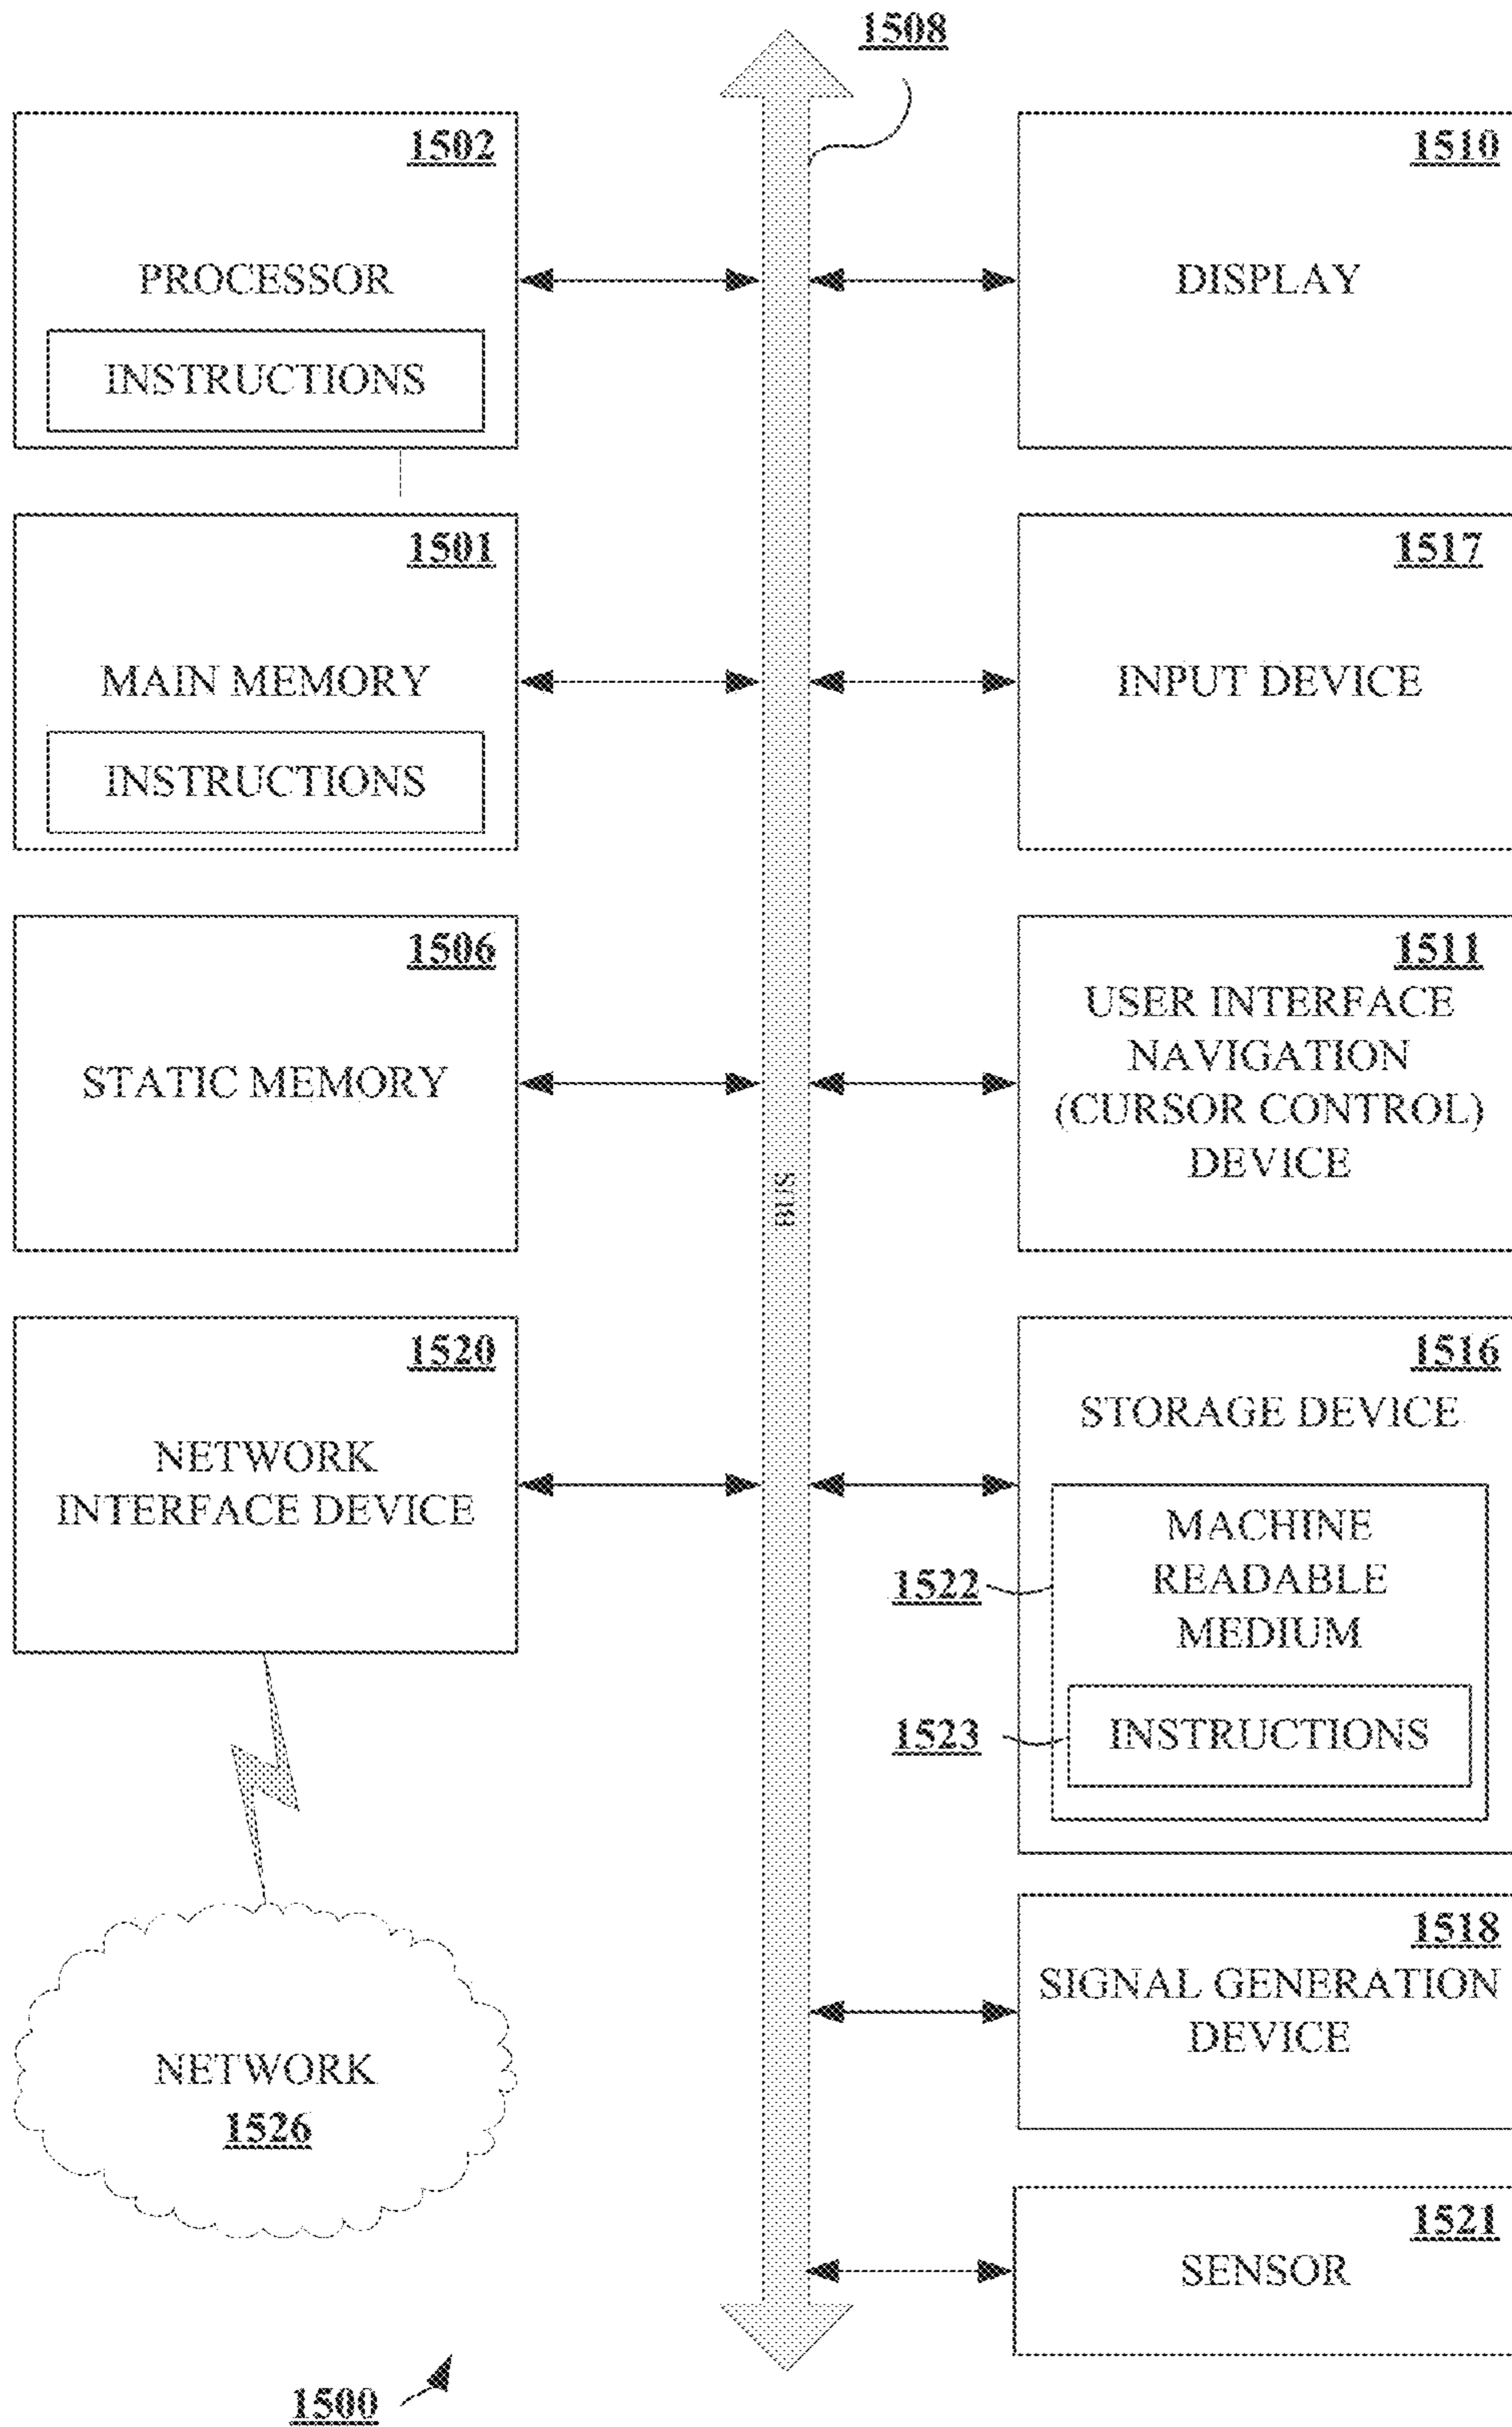 1508
1502
PROCESSOR
INSTRUCTIONS
1510
DISPLAY
1501
MAIN MEMORY
INSTRUCTIONS
1517
INPUT DEVICE
1506
STATIC MEMORY
1511
USER INTERFACE
NAVIGATION
(CURSOR CONTROL)
DEVICE
BUS
1520
NETWORK
INTERFACE DEVICE
1516
STORAGE DEVICE
MACHINE
READABLE
MEDIUM
1522
INSTRUCTIONS
1523
NETWORK
1526
1518
SIGNAL GENERATION
DEVICE
1521
SENSOR
1500